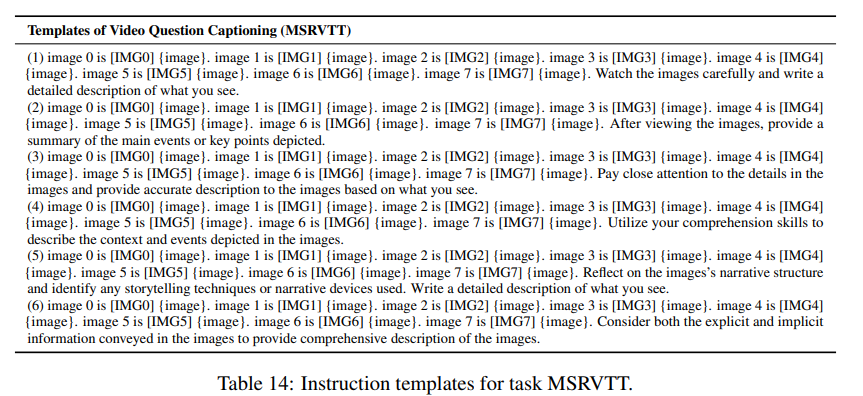 Templates of Video Question Captioning (MSRVTT)
(1) image 0 is [IMG0] {image}. image 1 is [IMG1] {image}. image 2 is [IMG2] {image}. image 3 is [IMG3] {image}. image 4 is [IMG4]
{image}. image 5 is [IMG5] {image}. image 6 is [IMG6] {image}. image 7 is [IMG7] {image}. Watch the images carefully and write a
detailed description of what you see.
(2) image 0 is [IMG0] {image}. image 1 is [IMG1] {image}. image 2 is [IMG2] {image}. image 3 is [IMG3] {image}. image 4 is [IMG4]
{image}. image 5 is [IMG5] {image}. image 6 is [IMG6] {image}. image 7 is [IMG7] {image}. After viewing the images, provide a
summary of the main events or key points depicted.
(3) image 0 is [IMG0] {image}. image 1 is [IMG1] {image}. image 2 is [IMG2] {image}. image 3 is [IMG3] {image}. image 4 is [IMG4]
{image}. image 5 is [IMG5] {image}. image 6 is [IMG6] {image}. image 7 is [IMG7] {image}. Pay close attention to the details in the
images and provide accurate description to the images based on what you see.
(4) image 0 is [IMG0] {image}. image 1 is [IMG1] {image}. image 2 is [IMG2] {image}. image 3 is [IMG3] {image}. image 4 is [IMG4]
{image}. image 5 is [IMG5] {image}. image 6 is [IMG6] {image}. image 7 is [IMG7] {image}. Utilize your comprehension skills to
describe the context and events depicted in the images.
(5) image 0 is [IMG0] {image}. image 1 is [IMG1] {image}. image 2 is [IMG2] {image}. image 3 is [IMG3] {image}. image 4 is [IMG4]
{image}. image 5 is [IMG5] {image}. image 6 is [IMG6] {image}. image 7 is [IMG7] {image}. Reflect on the images's narrative structure
and identify any storytelling techniques or narrative devices used. Write a detailed description of what you see.
(6) image 0 is [IMG0] {image}. image 1 is [IMG1] {image}. image 2 is [IMG2] {image}. image 3 is [IMG3] {image}. image 4 is [IMG4]
{image}. image 5 is [IMG5] {image}. image 6 is [IMG6] {image}. image 7 is [IMG7] {image}. Consider both the explicit and implicit
information conveyed in the images to provide comprehensive description of the images.
Table 14: Instruction templates for task MSRVTT.